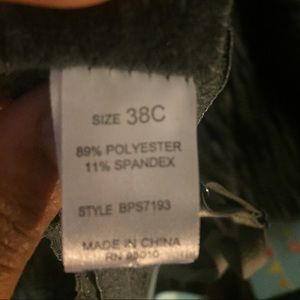 SIZE 38C
89% POLYESTER
11% SPANDEX
STYLE BPS7193
MADE IN CHINA
RN